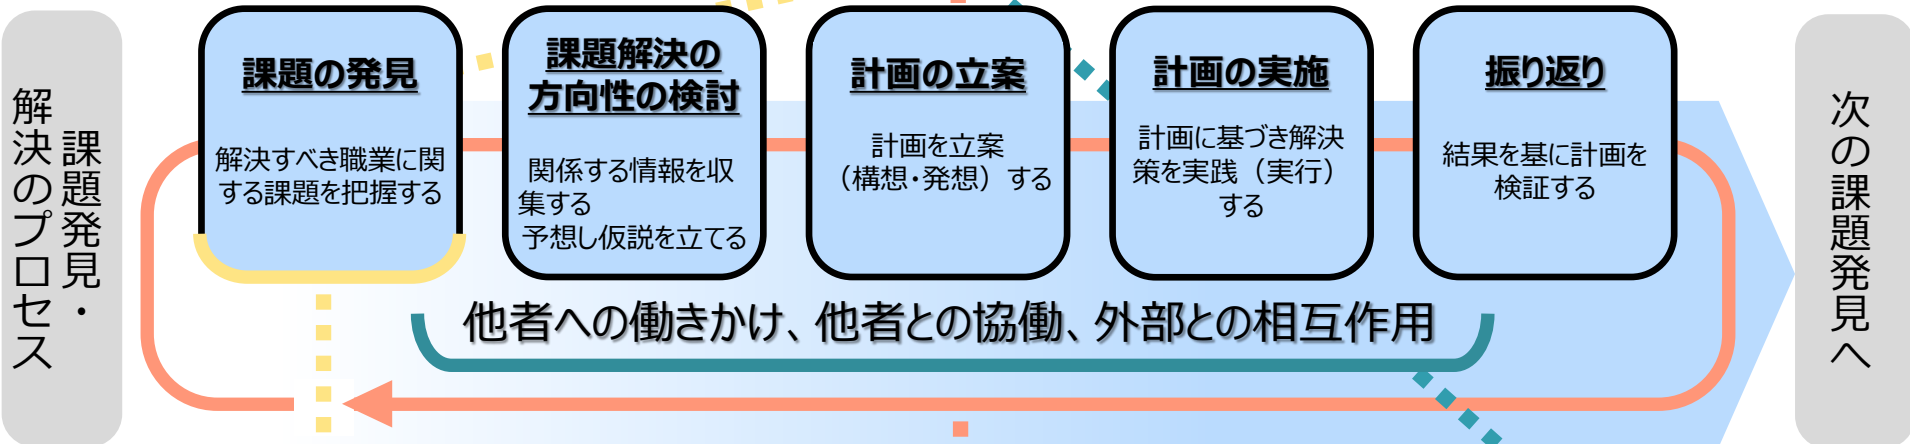 課題発見・
解決のプロセス
課題の発見
解決すべき職業に関
する課題を把握する
課題解決の
方向性の検討
関係する情報を収
集する
予想し仮説を立てる
計画の立案
計画を立案
（構想・発想）する
計画の実施
計画に基づき解決
策を実践（実行）
する
振り返り
結果を基に計画を
検証する
他者への働きかけ、他者との協働、外部との相互作用
次の課題発見へ